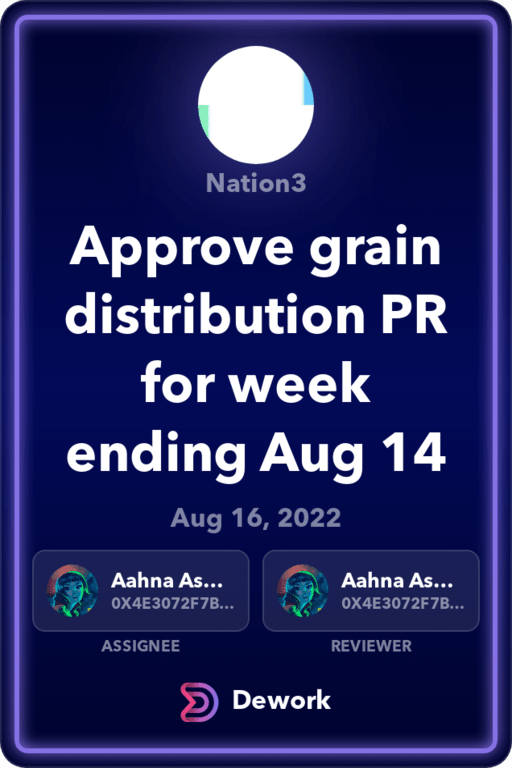 Nation3
Approve grain
distribution PR
for week
ending Aug 14
Aug 16, 2022
Aahna As... Aahna As...
0X4E3072F7B... 0X4E3072F7B...
ASSIGNEE REVIEWER
Dework